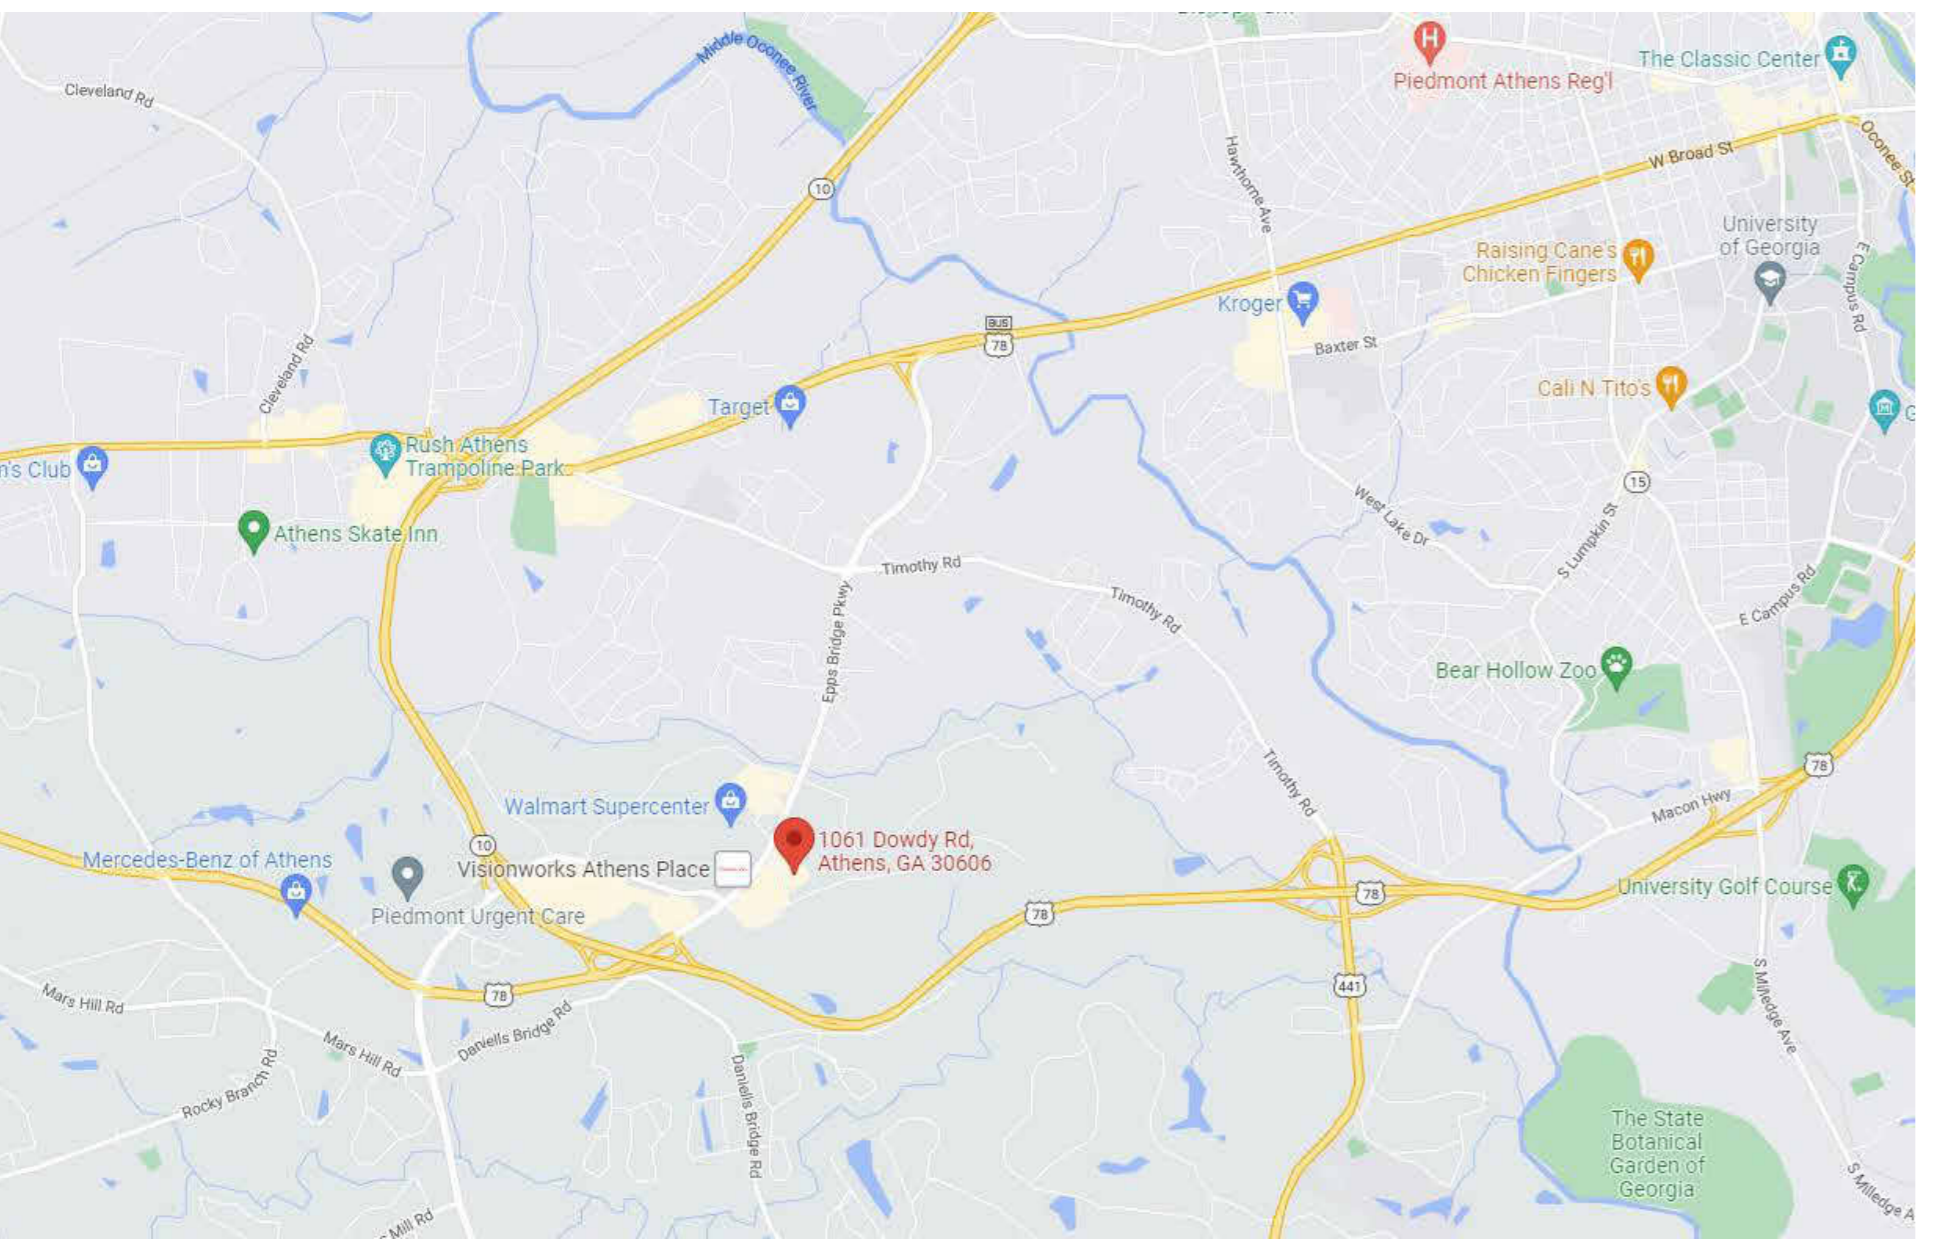 Middle Oconee River
Cleveland Rd
Piedmont Athens Reg'l
The Classic Center
Oconee St
W Broad St
Hawthorne Ave
10
University
of Georgia
Raising Cane's
Chicken Fingers
E Campus Rd
Kroger
BUS
78
Baxter St
Cleveland Rd
Cali N Tito's
Target
Rush Athens
Trampoline Park
Club
15
West Lake Dr
S Lumpkin St
Athens Skate Inn
Timothy Rd
Timothy Rd
E Campus Rd
Epps Bridge Pkwy
Bear Hollow Zoo
78
Timothy Rd
Macon Hwy
Walmart Supercenter
1061 Dowdy Rd,
Athens, GA 30606
10
Mercedes-Benz of Athens
Visionworks Athens Place
Piedmont Urgent Care
78
78
University Golf Course
441
78
Mars Hill Rd
Mars Hill Rd
Daniells Bridge Rd
S Milledge Ave
Rocky Branch Rd
Daniells Bridge Rd
The State
Botanical
Garden of
Georgia
S Milledge A
Mill Rd